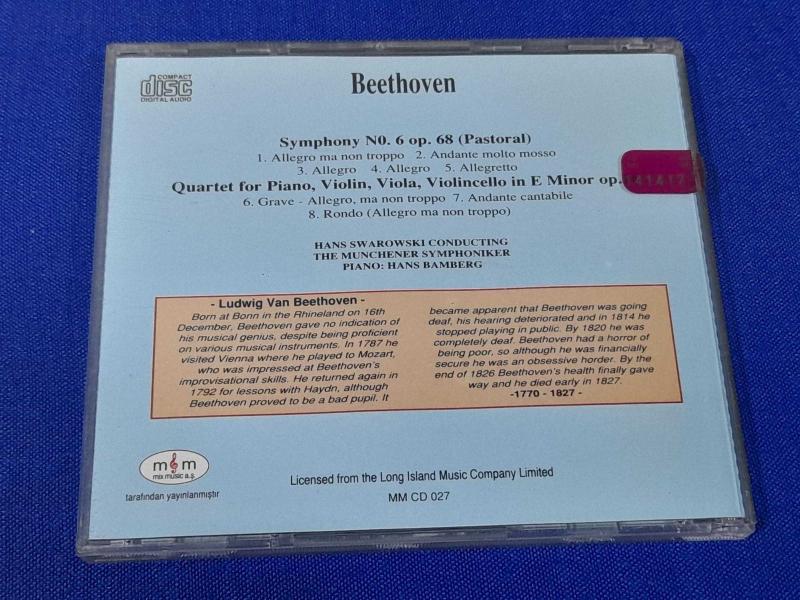 COMPACT
disc
DIGITAL AUDIO
Beethoven
Symphony N0. 6 op. 68 (Pastoral)
1. Allegro ma non troppo 2. Andante molto mosso
3. Allegro 4. Allegro 5. Allegretto
Quartet for Piano, Violin, Viola, Violincello in E Minor op.
6. Grave - Allegro, ma non troppo 7. Andante cantabile
8. Rondo (Allegro ma non troppo)
HANS SWAROWSKI CONDUCTING
THE MUNCHENER SYMPHONIKER
PIANO: HANS BAMBERG
- Ludwig Van Beethoven -
Born at Bonn in the Rhineland on 16th
December, Beethoven gave no indication of
his musical genius, despite being proficient
on various musical instruments. In 1787 he
visited Vienna where he played to Mozart,
who was impressed at Beethoven's
improvisational skills. He returned again in
1792 for lessons with Haydn, although
Beethoven proved to be a bad pupil. It
became apparent that Beethoven was going
deaf, his hearing deteriorated and in 1814 he
stopped playing in public. By 1820 he was
completely deaf. Beethoven had a horror of
being poor, so although he was financially
secure he was an obsessive horder. By the
end of 1826 Beethoven's health finally gave
way and he died early in 1827.
-1770 - 1827 -
mm
mix music a.ş.
tarafından yayınlanmıştır
Licensed from the Long Island Music Company Limited
MM CD 027